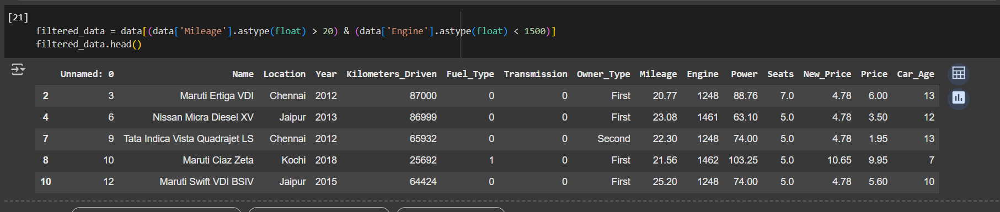 [21]
filtered_data = data[(data['Mileage'].astype(float) > 20) & (data['Engine'].astype(float) < 1500)]
filtered_data.head()
Unnamed: 0 Name Location Year Kilometers_Driven Fuel_Type Transmission Owner_Type Mileage Engine Power Seats New_Price Price Car_Age
2 3 Maruti Ertiga VDI Chennai 2012 87000 0 0 First 20.77 1248 88.76 7.0 4.78 6.00 13
4 6 Nissan Micra Diesel XV Jaipur 2013 86999 0 0 First 23.08 1461 63.10 5.0 4.78 3.50 12
7 9 Tata Indica Vista Quadrajet LS Chennai 2012 65932 0 0 Second 22.30 1248 74.00 5.0 4.78 1.95 13
8 10 Maruti Ciaz Zeta Kochi 2018 25692 1 0 First 21.56 1462 103.25 5.0 10.65 9.95 7
10 12 Maruti Swift VDI BSIV Jaipur 2015 64424 0 0 First 25.20 1248 74.00 5.0 4.78 5.60 10